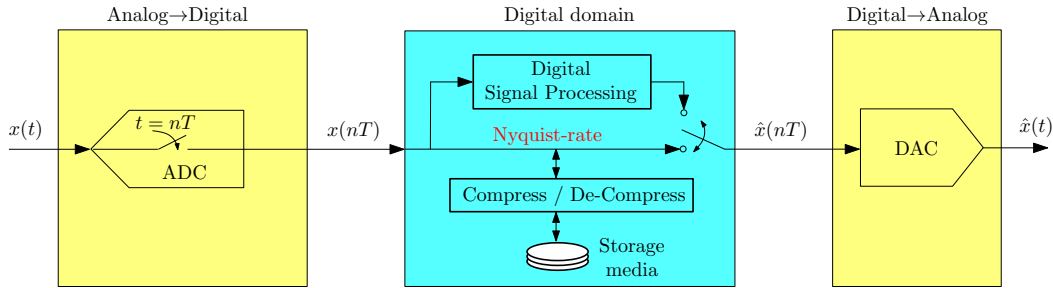 Analog→Digital
Digital domain
Digital→Analog
Digital
Signal Processing
x(t)
t = nT
ADC
x(nT)
Nyquist-rate
x̂(nT)
DAC
x̂(t)
Compress / De-Compress
Storage
media